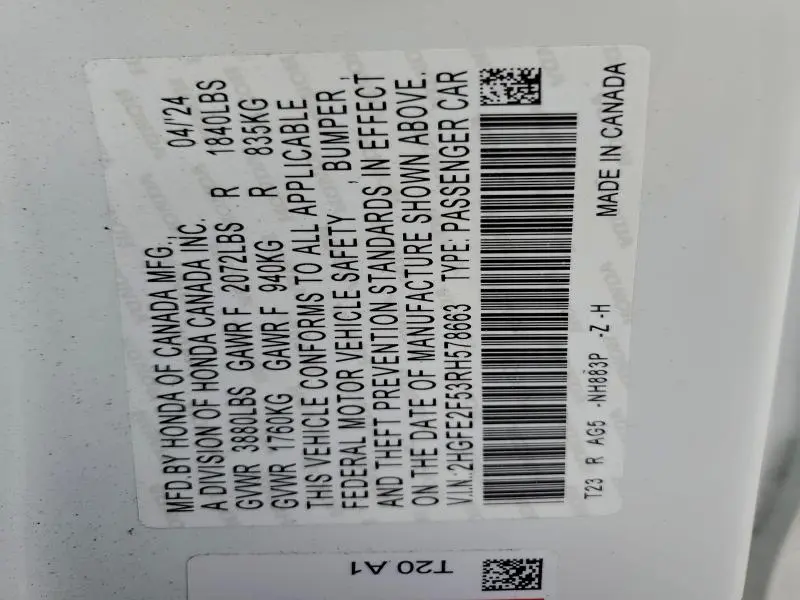 MFD.BY HONDA OF CANADA MFG., 04/'24
A DIVISION OF HONDA CANADA INC.
GVWR 3880LBS GAWR F 2072LBS R 1840LBS
GVWR 1760KG GAWR F 940KG R 835KG
THIS VEHICLE CONFORMS TO ALL APPLICABLE
FEDERAL MOTOR VEHICLE SAFETY , BUMPER ,
AND THEFT PREVENTION STANDARDS IN EFFECT
ON THE DATE OF MANUFACTURE SHOWN ABOVE.
V.I.N.:2HGFE2F53RH578663 TYPE: PASSENGER CAR
T23 R AG5 -NH883P -Z -H MADE IN CANADA
T20 A1